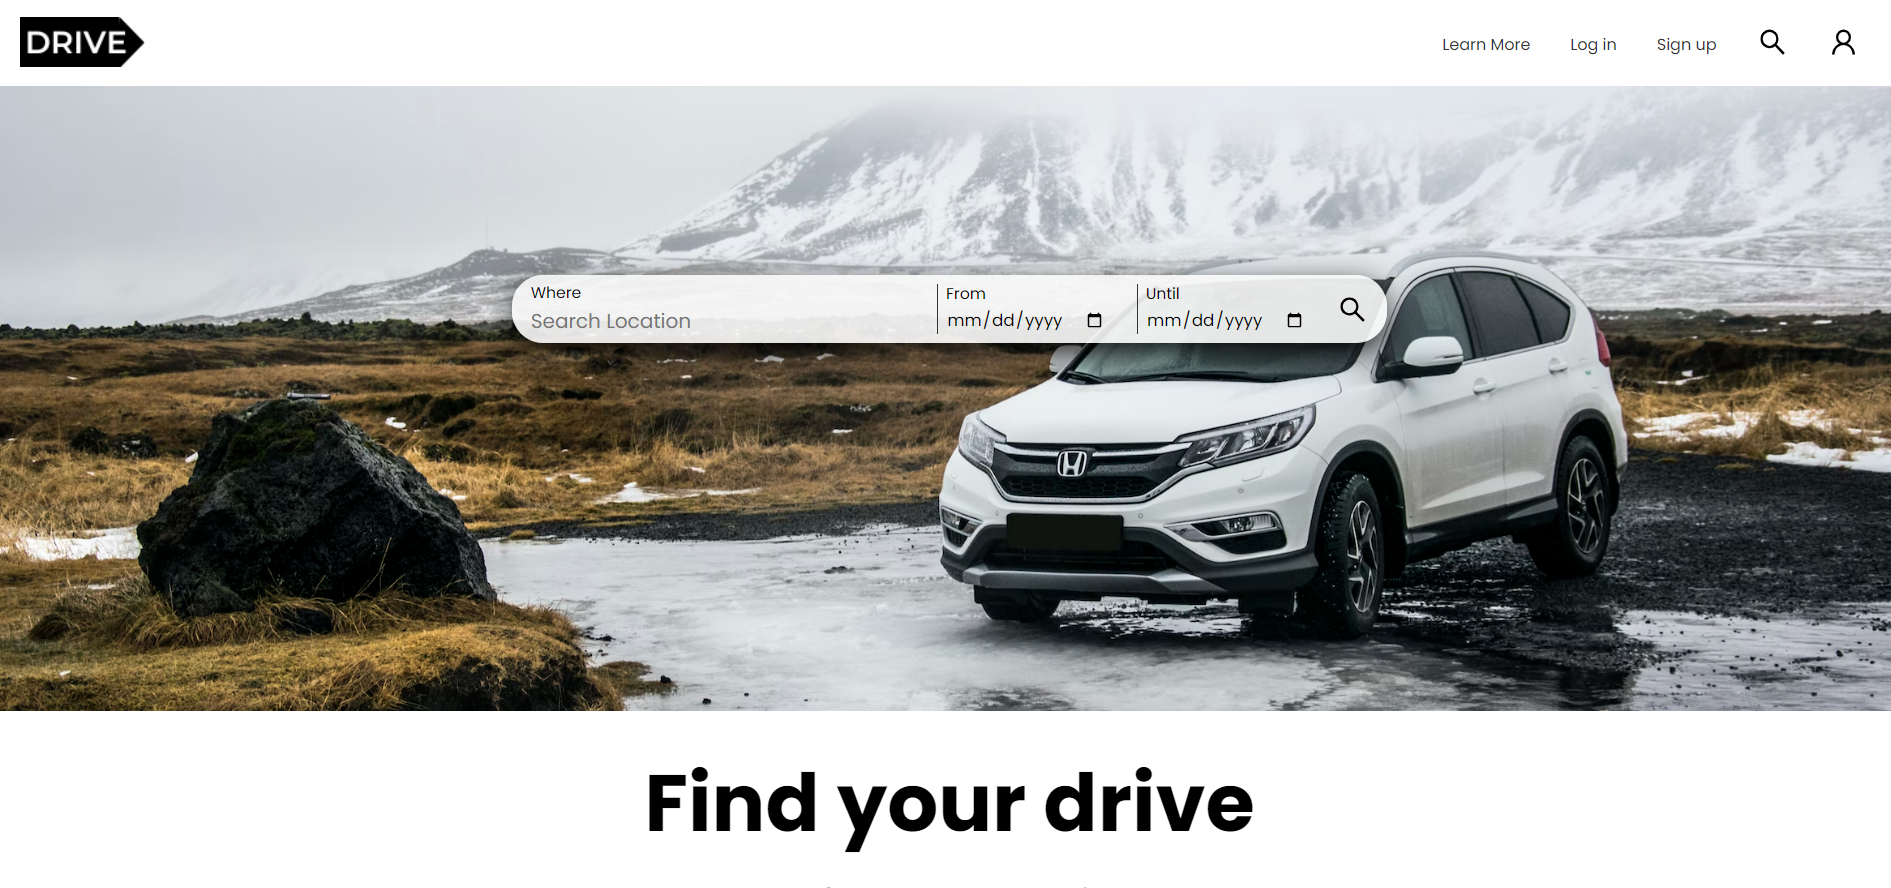 DRIVE
Learn More
Log in
Sign up
Where
Search Location
From
mm/dd/yyyy
Until
mm/dd/yyyy
Find your drive